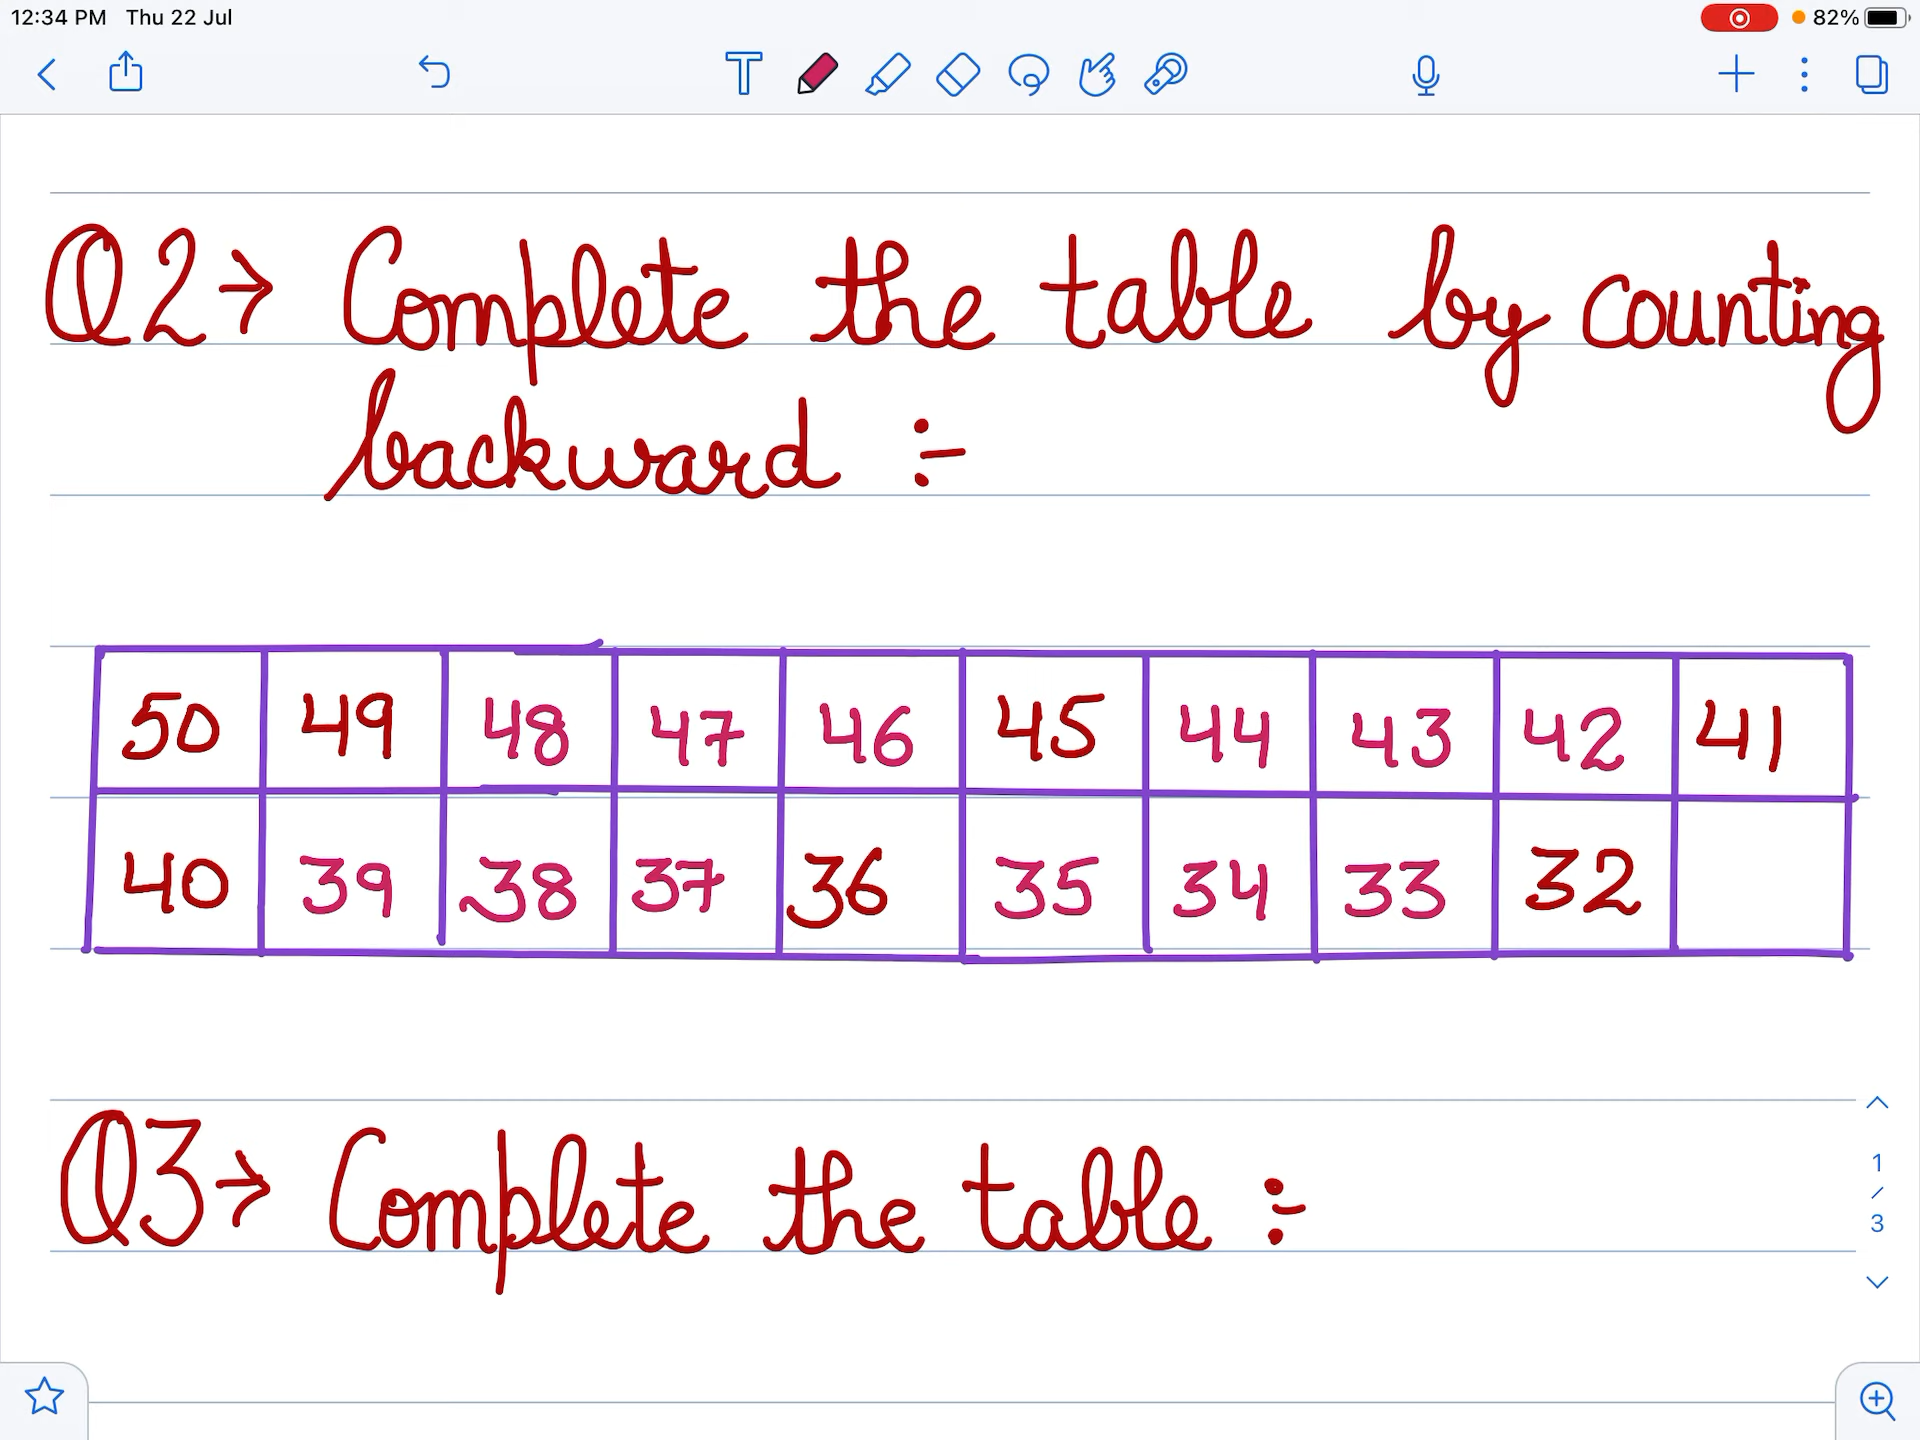 12:34 PM Thu 22 Jul
82%
T
Q2→ Complete the table by counting
backward :-
50 49 48 47 46 45 44 43 42 41
40 39 38 37 36 35 34 33 32
Q3→ Complete the table :-
1
/
3